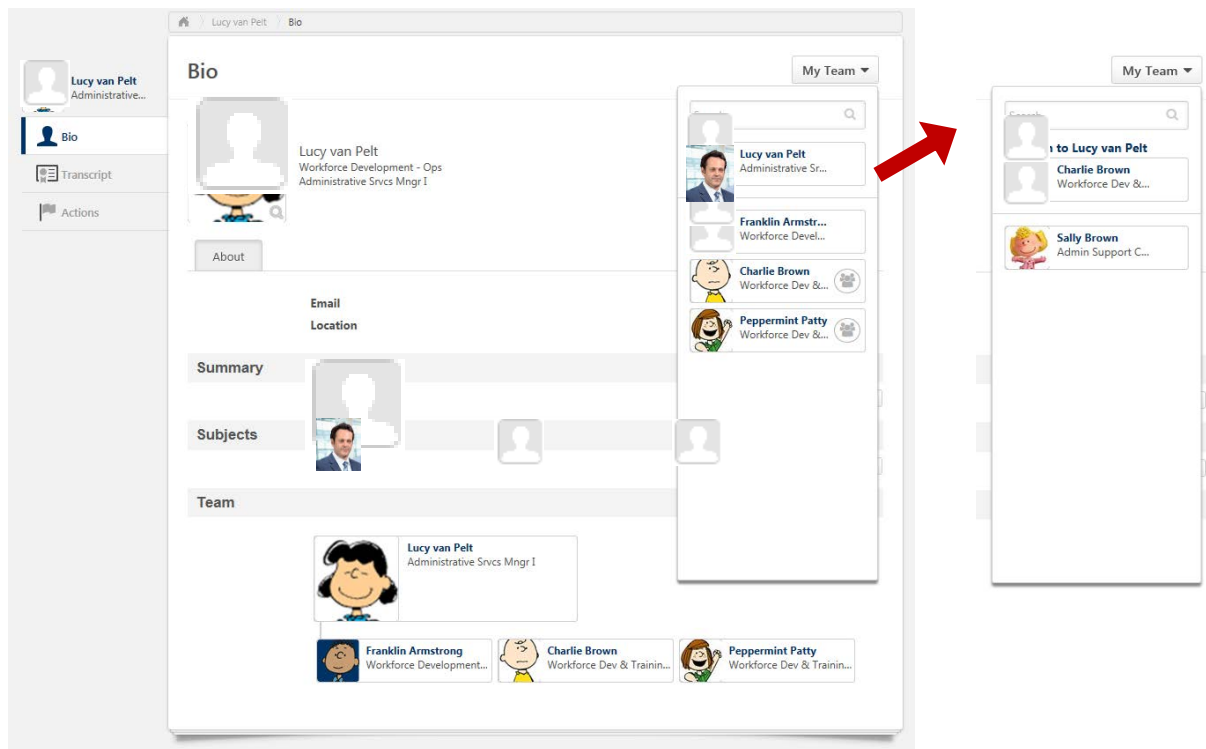 Lucy van Pelt
Bio
Lucy van Pelt
Administrative...
Bio
Transcript
Actions
Bio
My Team
Lucy van Pelt
Workforce Development - Ops
Administrative Srvcs Mngr I
About
Email
Location
Summary
Subjects
Team
Lucy van Pelt
Administrative Srvcs Mngr I
Franklin Armstrong
Workforce Development...
Charlie Brown
Workforce Dev & Trainin...
Peppermint Patty
Workforce Dev & Trainin...
Lucy van Pelt
Administrative Sr...
Franklin Armstr...
Workforce Devel...
Charlie Brown
Workforce Dev &...
Peppermint Patty
Workforce Dev &...
My Team
to Lucy van Pelt
Charlie Brown
Workforce Dev &...
Sally Brown
Admin Support C...